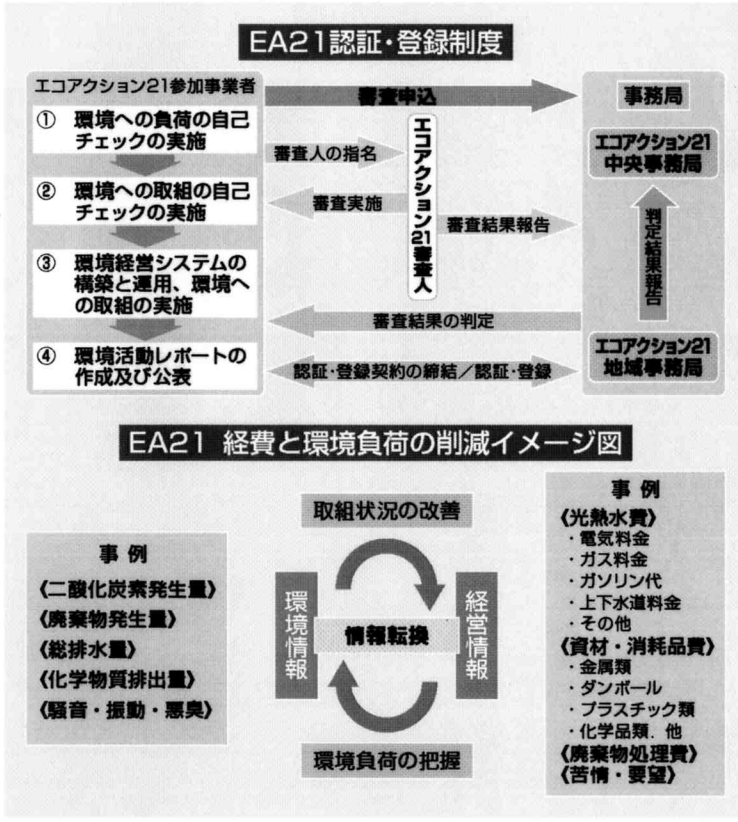 EA21認証・登録制度
エコアクション21参加事業者
① 環境への負荷の自己
チェックの実施
② 環境への取組の自己
チェックの実施
③ 環境経営システムの
構築と運用、環境へ
の取組の実施
④ 環境活動レポートの
作成及び公表
審査申込
審査人の指名
審査実施
エコアクション21審査人
審査結果報告
審査結果の判定
認証・登録契約の締結／認証・登録
事務局
エコアクション21
中央事務局
判定結果報告
エコアクション21
地域事務局
EA21 経費と環境負荷の削減イメージ図
事 例
《二酸化炭素発生量》
《廃棄物発生量》
《総排水量》
《化学物質排出量》
《騒音・振動・悪臭》
取組状況の改善
環境情報
情報転換
経営情報
環境負荷の把握
事 例
《光熱水費》
・電気料金
・ガス料金
・ガソリン代
・上下水道料金
・その他
《資材・消耗品費》
・金属類
・ダンボール
・プラスチック類
・化学品類．他
《廃棄物処理費》
《苦情・要望》